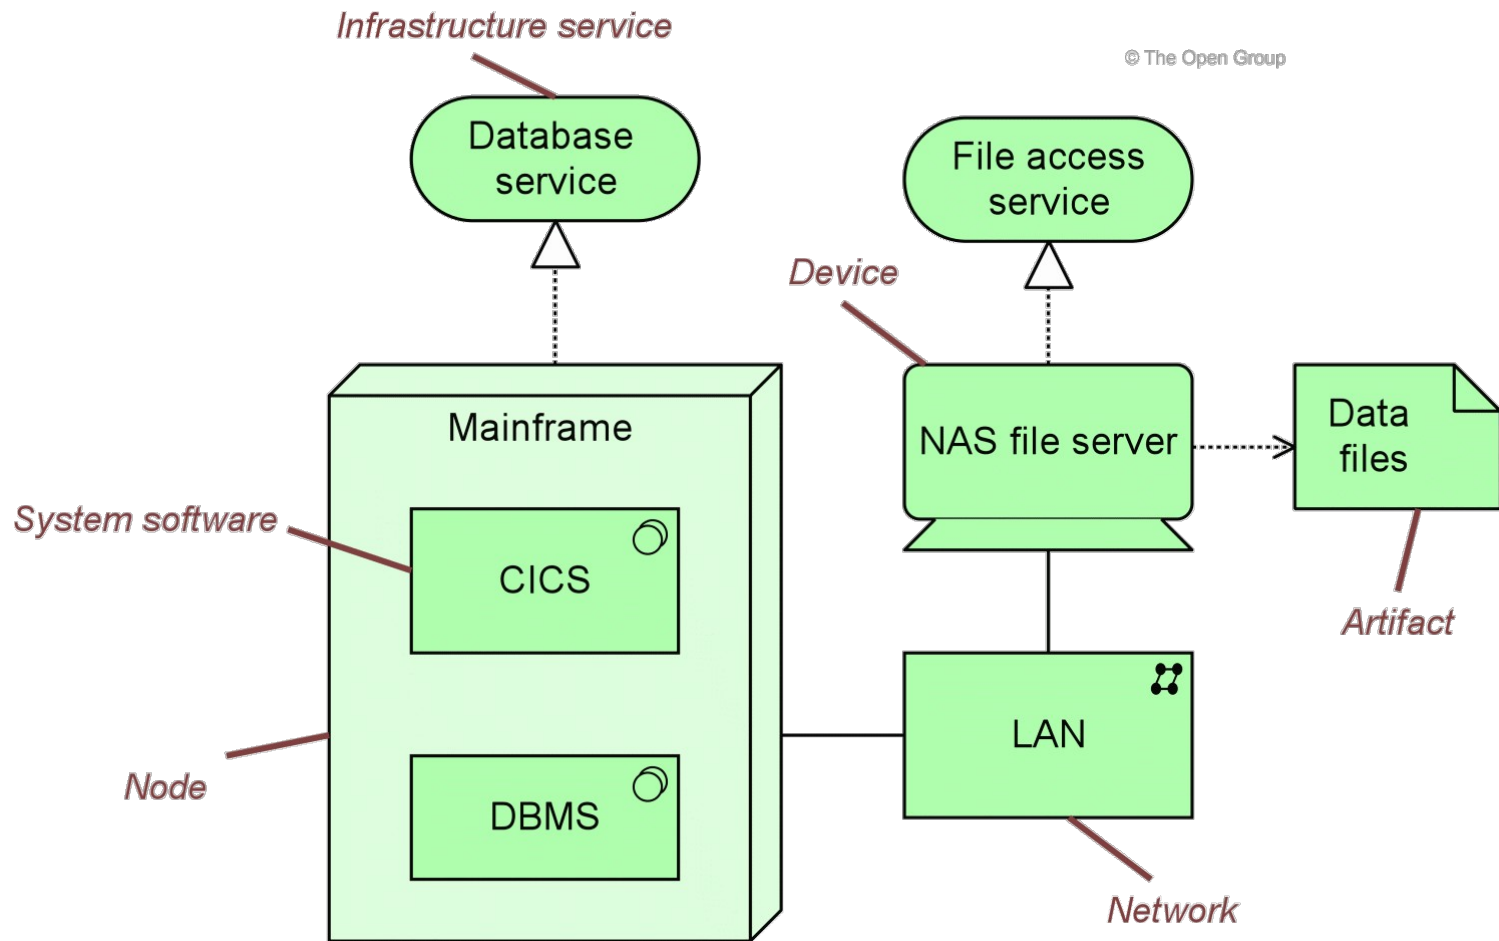 Infrastructure service
© The Open Group
Database
service
File access
service
Device
Mainframe
NAS file server
Data
files
System software
CICS
Artifact
LAN
Node
DBMS
Network